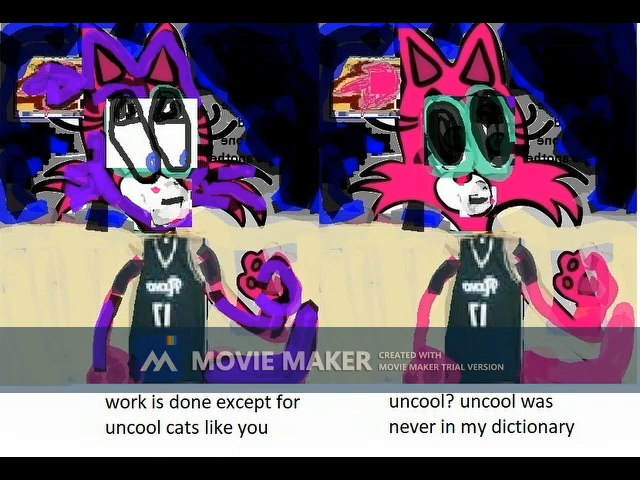 MOVIE MAKER CREATED WITH
MOVIE MAKER TRIAL VERSION
work is done except for
uncool cats like you
uncool? uncool was
never in my dictionary